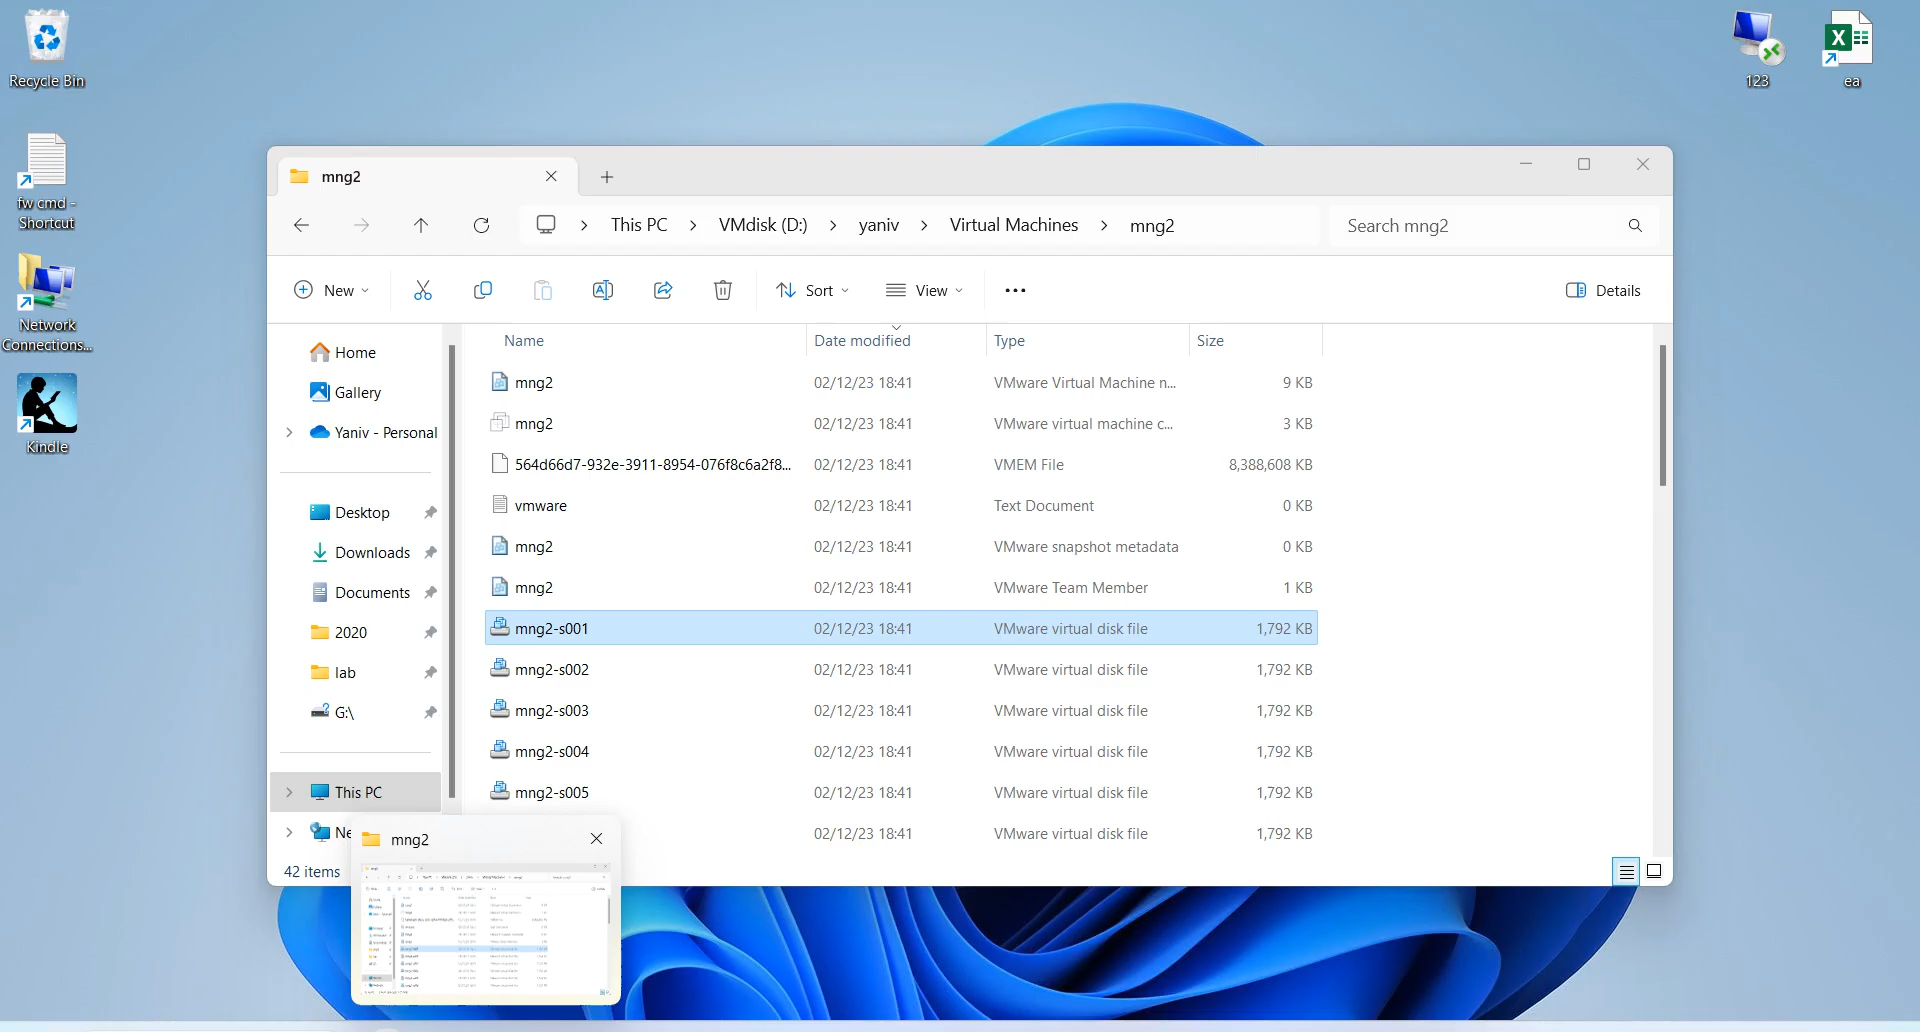 Recycle Bin
fw cmd -
Shortcut
Network
Connections...
Kindle
123
ea
mng2
This PC
VMdisk (D:)
yaniv
Virtual Machines
mng2
Search mng2
New
Sort
View
Details
Home
Gallery
Yaniv - Personal
Desktop
Downloads
Documents
2020
lab
G:\
This PC
Ne
42 items
Name Date modified Type Size
mng2 02/12/23 18:41 VMware Virtual Machine n... 9 KB
mng2 02/12/23 18:41 VMware virtual machine c... 3 KB
564d66d7-932e-3911-8954-076f8c6a2f8... 02/12/23 18:41 VMEM File 8,388,608 KB
vmware 02/12/23 18:41 Text Document 0 KB
mng2 02/12/23 18:41 VMware snapshot metadata 0 KB
mng2 02/12/23 18:41 VMware Team Member 1 KB
mng2-s001 02/12/23 18:41 VMware virtual disk file 1,792 KB
mng2-s002 02/12/23 18:41 VMware virtual disk file 1,792 KB
mng2-s003 02/12/23 18:41 VMware virtual disk file 1,792 KB
mng2-s004 02/12/23 18:41 VMware virtual disk file 1,792 KB
mng2-s005 02/12/23 18:41 VMware virtual disk file 1,792 KB
02/12/23 18:41 VMware virtual disk file 1,792 KB
mng2